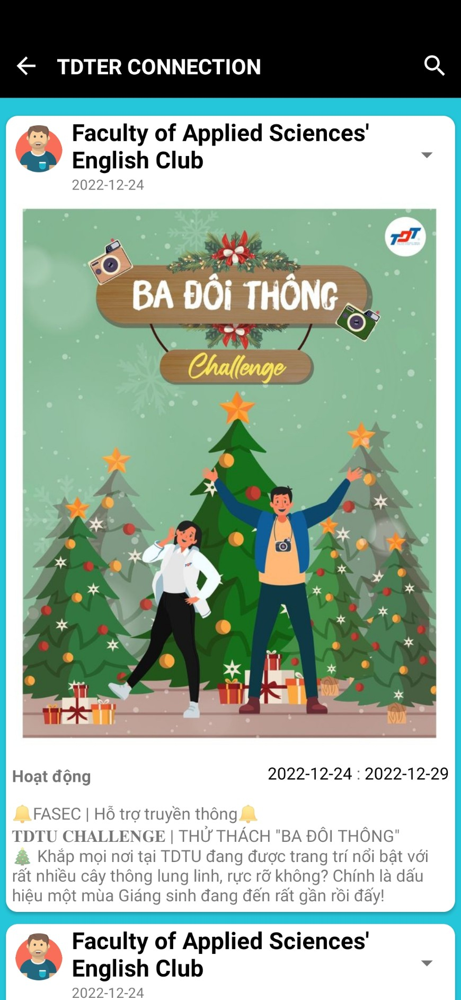 TDTER CONNECTION
Faculty of Applied Sciences'
English Club
2022-12-24
TDT
BA ĐÔI THÔNG
Challenge
Hoạt động
2022-12-24 : 2022-12-29
🔔FASEC | Hỗ trợ truyền thông🔔
𝐓𝐃𝐓𝐔 𝐂𝐇𝐀𝐋𝐋𝐄𝐍𝐆𝐄 | THỬ THÁCH "BA ĐÔI THÔNG"
🎄 Khắp mọi nơi tại TDTU đang được trang trí nổi bật với
rất nhiều cây thông lung linh, rực rỡ không? Chính là dấu
hiệu một mùa Giáng sinh đang đến rất gần rồi đấy!
Faculty of Applied Sciences'
English Club
2022-12-24